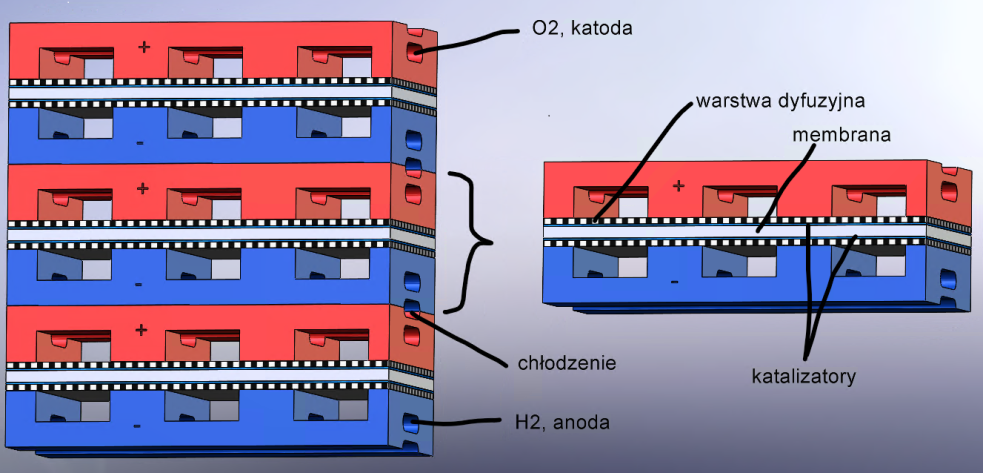 O2, katoda
+
-
+
-
+
-
chłodzenie
H2, anoda
warstwa dyfuzyjna
membrana
+
-
katalizatory